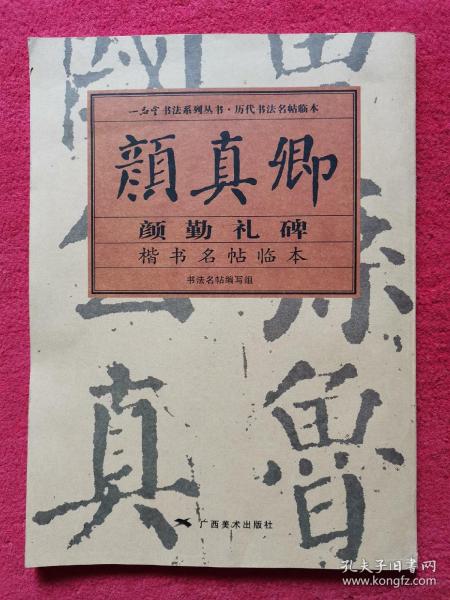 一品堂书法系列丛书·历代书法名帖临本
顔真卿
颜勤礼碑
楷书名帖临本
书法名帖编写组
真
魯
广西美术出版社
孔夫子旧书网
www.kongfz.com